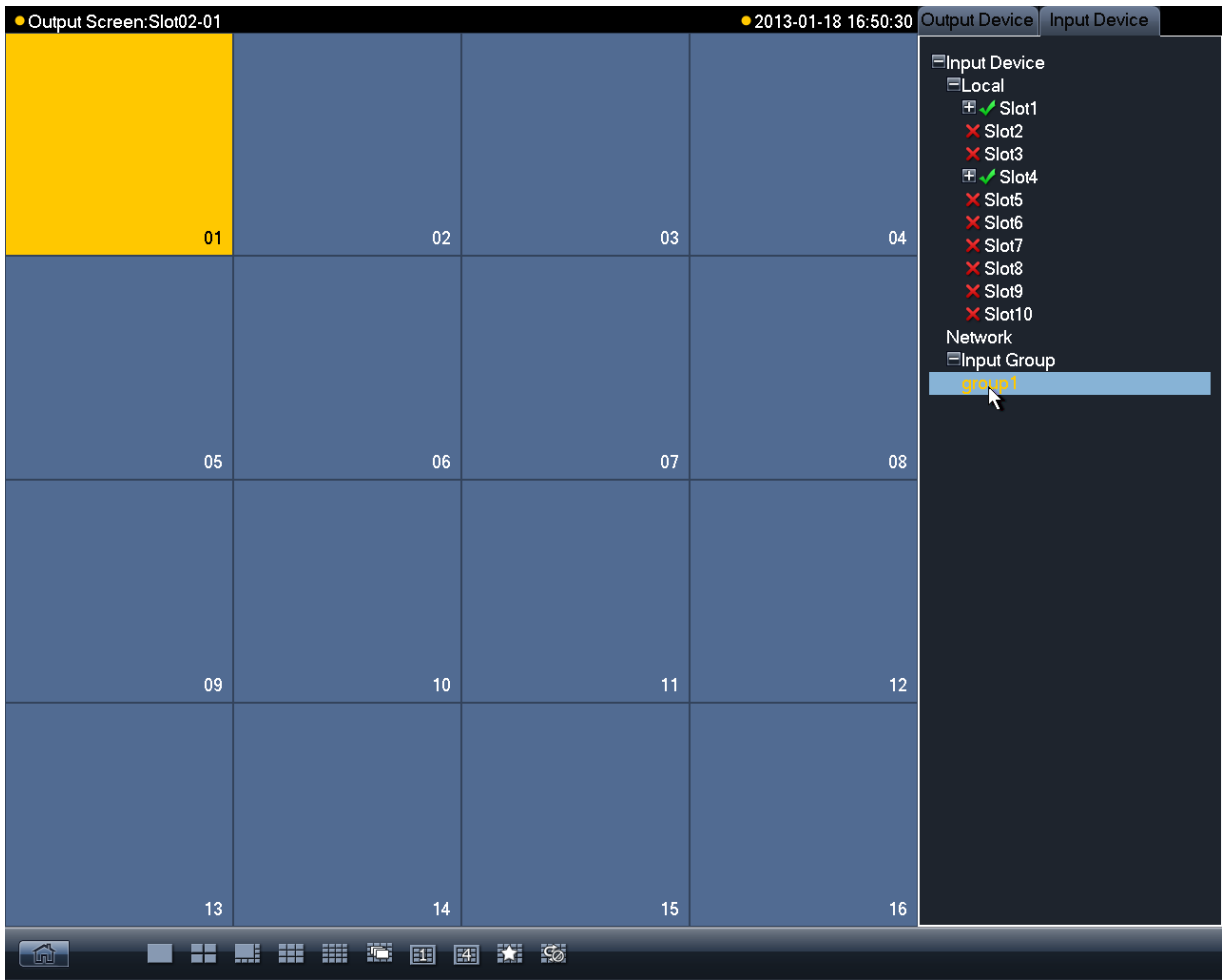 Output Screen:Slot02-01
2013-01-18 16:50:30
Output Device
Input Device
Input Device
Local
Slot1
Slot2
Slot3
Slot4
Slot5
Slot6
Slot7
Slot8
Slot9
Slot10
Network
Input Group
group1
01 02 03 04
05 06 07 08
09 10 11 12
13 14 15 16
1 4